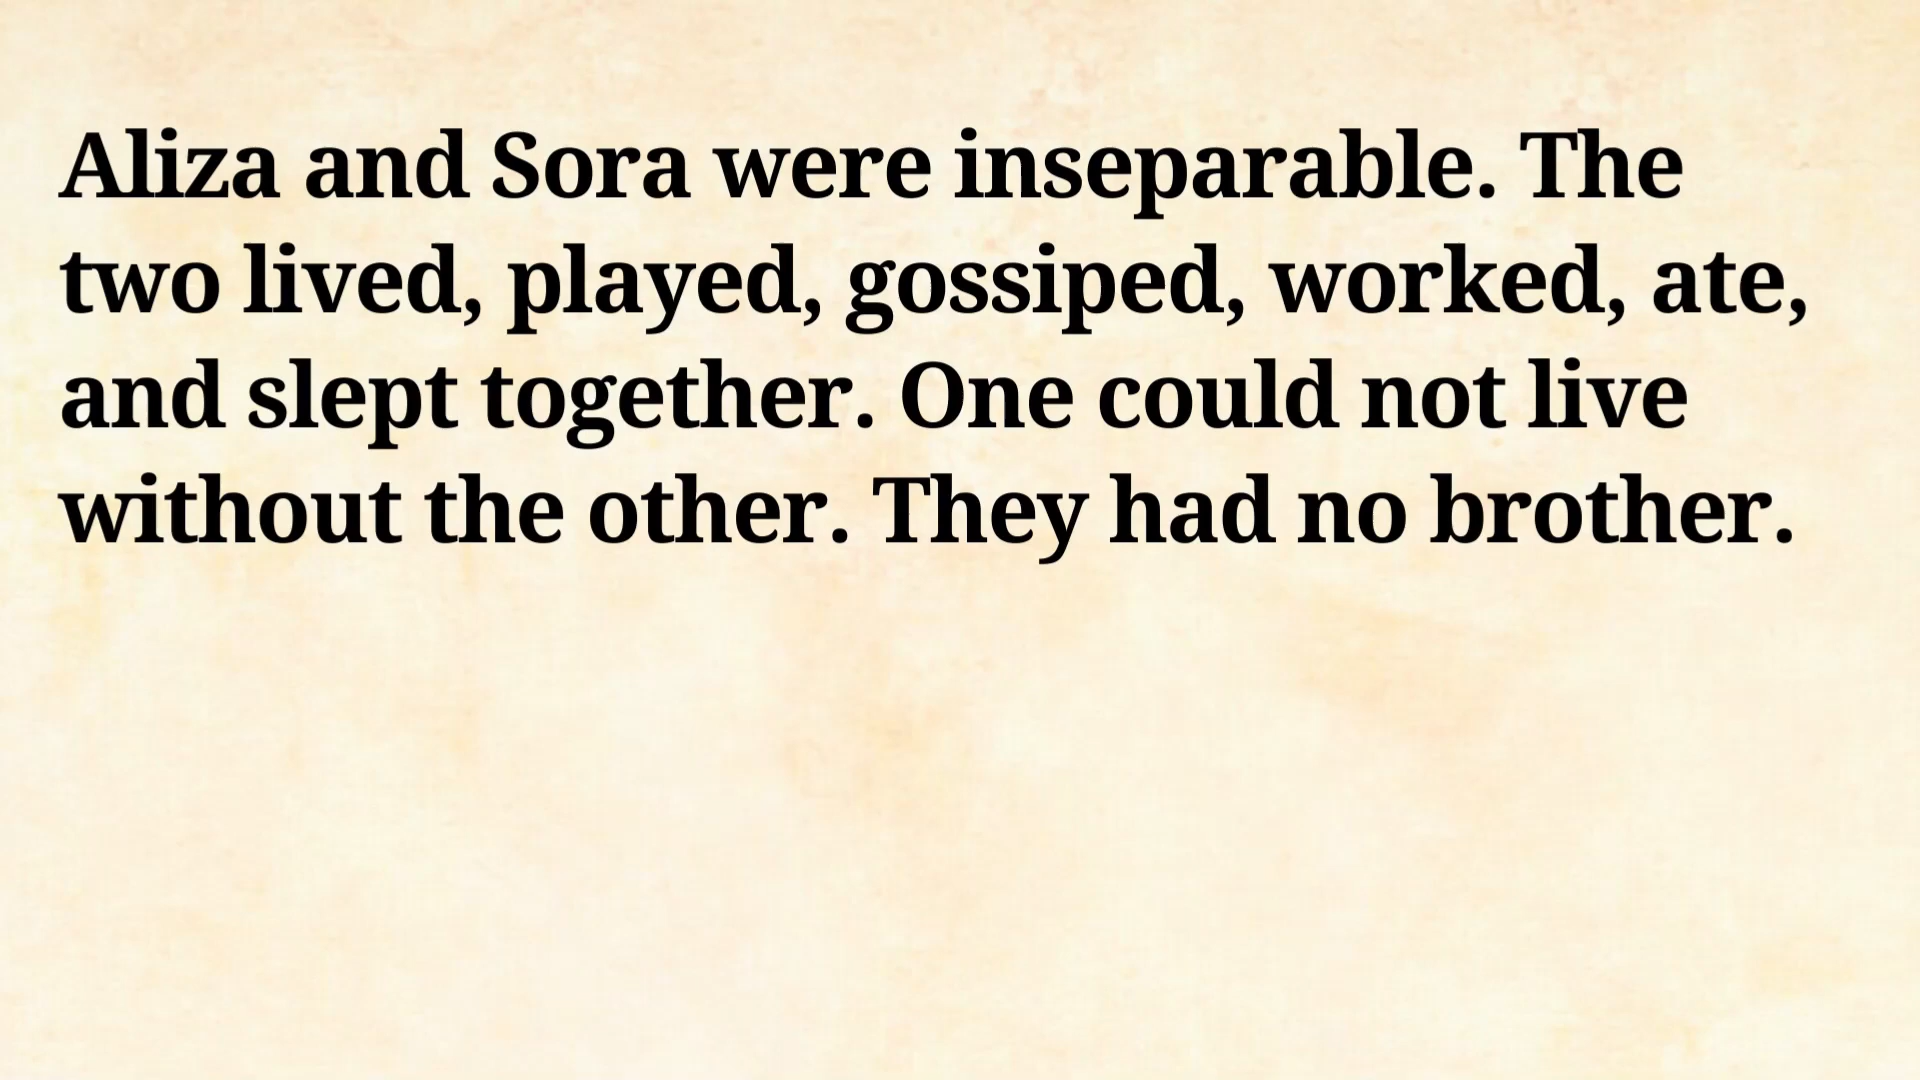 Aliza and Sora were inseparable. The
two lived, played, gossiped, worked, ate,
and slept together. One could not live
without the other. They had no brother.